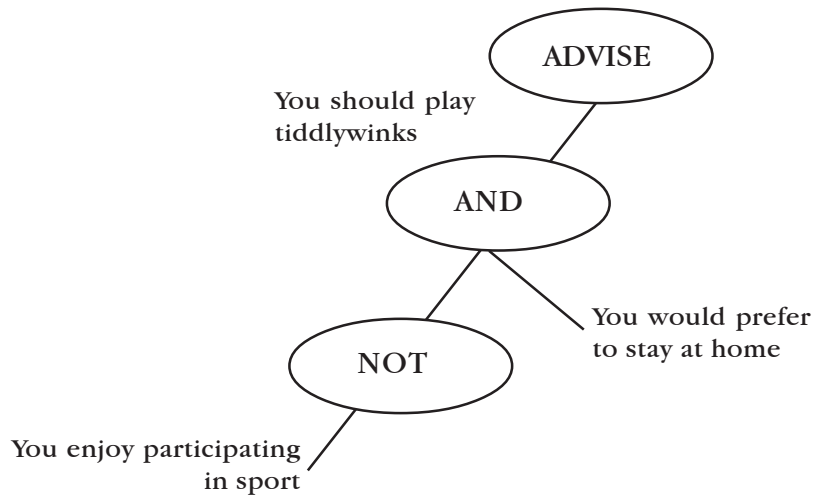 ADVISE
You should play
tiddlywinks
AND
You would prefer
to stay at home
NOT
You enjoy participating
in sport